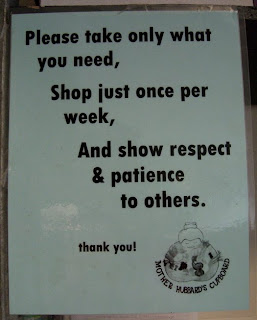 Please take only what
you need,
Shop just once per
week,
And show respect
& patience
to others.
thank you!
MOTHER HUBBARD'S CUPBOARD